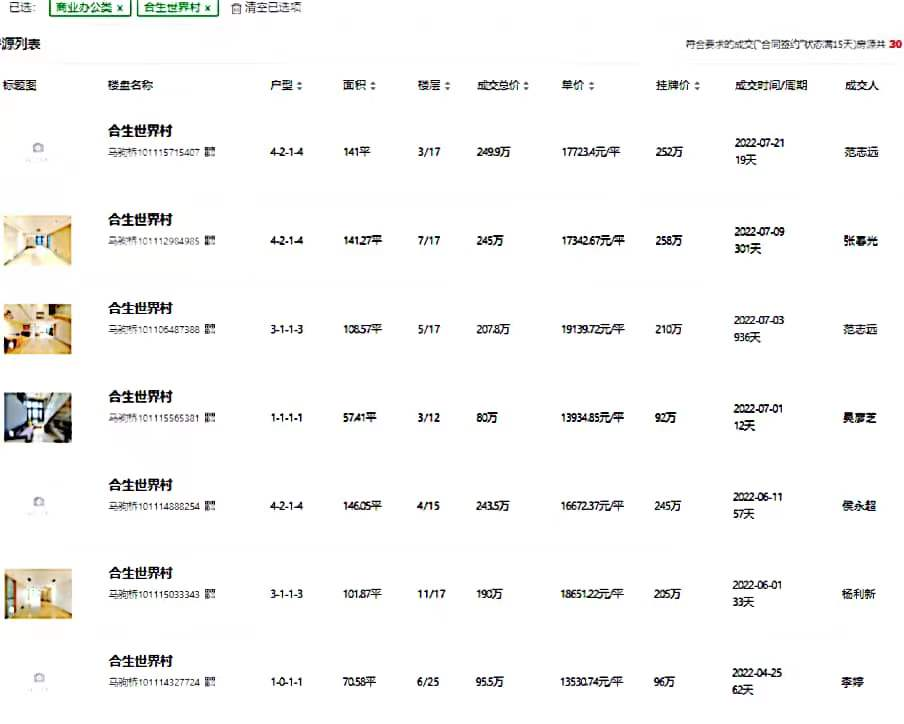 已选: 商业办公类 x 合生世界村 x 清空已选项
源列表 符合要求的成交("合同签约"状态满15天)房源共 30
标题图 楼盘名称 户型 面积 楼层 成交总价 单价 挂牌价 成交时间/周期 成交人
合生世界村
马驹桥101115715407 4-2-1-4 141平 3/17 249.9万 17723.4元/平 252万 2022-07-21 范志远
19天
合生世界村
马驹桥101112984985 4-2-1-4 141.27平 7/17 245万 17342.67元/平 258万 2022-07-09 张春光
301天
合生世界村
马驹桥101106487388 3-1-1-3 108.57平 5/17 207.8万 19139.72元/平 210万 2022-07-03 范志远
936天
合生世界村
马驹桥101115565381 1-1-1-1 57.41平 3/12 80万 13934.85元/平 92万 2022-07-01
12天
合生世界村
马驹桥101114888254 4-2-1-4 146.05平 4/15 243.5万 16672.37元/平 245万 2022-06-11 侯永超
57天
合生世界村
马驹桥101115033343 3-1-1-3 101.87平 11/17 190万 18651.22元/平 205万 2022-06-01 杨利新
33天
合生世界村
马驹桥101114327724 1-0-1-1 70.58平 6/25 95.5万 13530.74元/平 96万 2022-04-25 李婷
62天